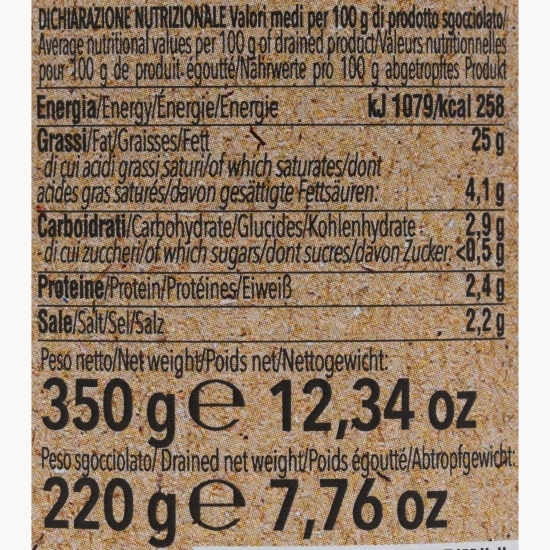 DICHIARAZIONE NUTRIZIONALE Valori medi per 100 g di prodotto sgocciolato/
Average nutritional values per 100 g of drained product/Valeurs nutritionnelles
pour 100 g de produit égoutté/Nährwerte pro 100 g abgetropftes Produkt
Energia/Energy/Énergie/Energie kJ 1079/kcal 258
Grassi/Fat/Graisses/Fett 25 g
di cui acidi grassi saturi/of which saturates/dont
acides gras saturés/davon gesättigte Fettsäuren: 4,1 g
Carboidrati/Carbohydrate/Glucides/Kohlenhydrate: 2,9 g
di cui zuccheri/of which sugars/dont sucres/davon Zucker: <0,5 g
Proteine/Protein/Protéines/Eiweiß 2,4 g
Sale/Salt/Sel/Salz 2,2 g
Peso netto/Net weight/Poids net/Nettogewicht:
350 g e 12,34 oz
Peso sgocciolato/Drained net weight/Poids égoutté/Abtropfgewicht:
220 g e 7,76 oz